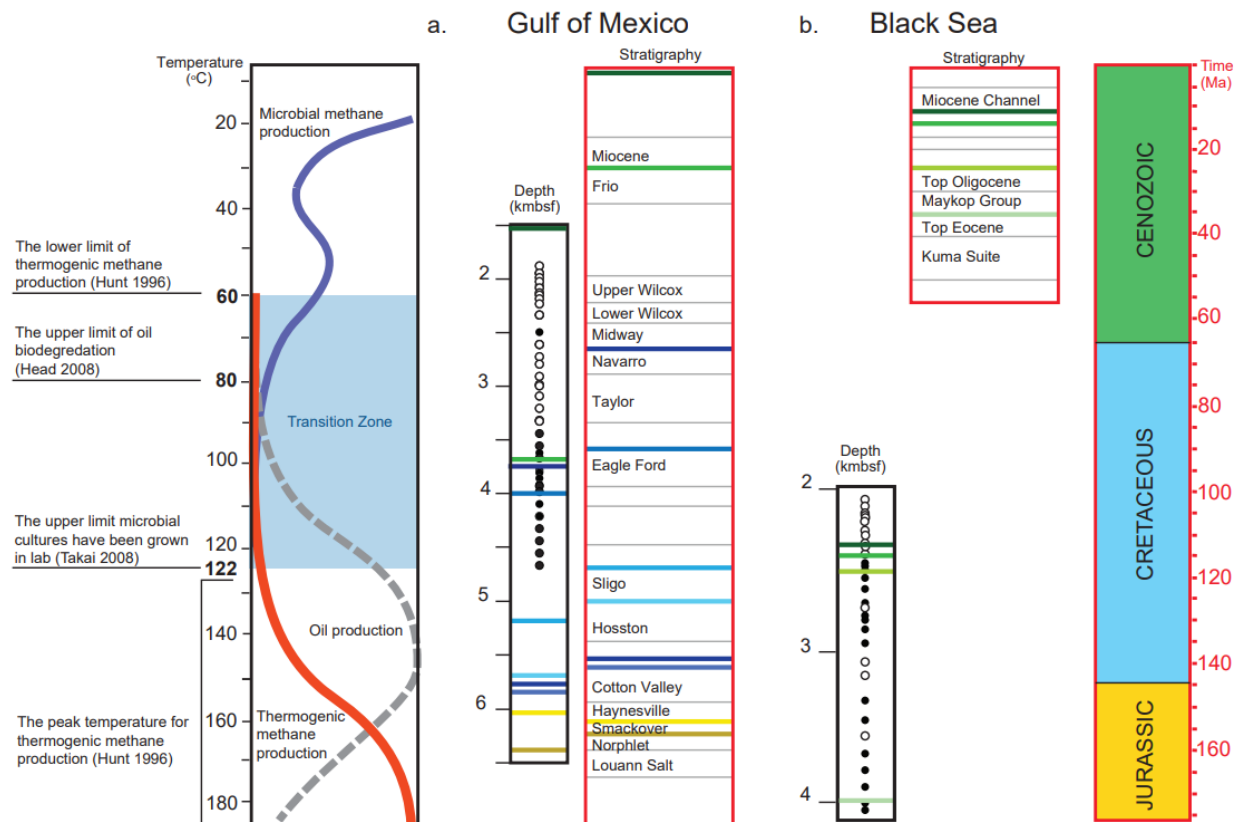 a.
Gulf of Mexico
b.
Black Sea
Temperature
(ºC)
Microbial methane
production
20
40
The lower limit of
thermogenic methane
production (Hunt 1996)
60
The upper limit of oil
biodegredation
(Head 2008)
80
Transition Zone
100
The upper limit microbial
cultures have been grown
in lab (Takai 2008)
120
122
Oil production
140
The peak temperature for
thermogenic methane
production (Hunt 1996)
160
Thermogenic
methane
production
180
Depth
(kmbsf)
2
3
4
5
6
Stratigraphy
Miocene
Frio
Upper Wilcox
Lower Wilcox
Midway
Navarro
Taylor
Eagle Ford
Sligo
Hosston
Cotton Valley
Haynesville
Smackover
Norphlet
Louann Salt
Depth
(kmbsf)
2
3
4
Stratigraphy
Miocene Channel
Top Oligocene
Maykop Group
Top Eocene
Kuma Suite
CENOZOIC
CRETACEOUS
JURASSIC
Time
(Ma)
20
40
60
80
100
120
140
160